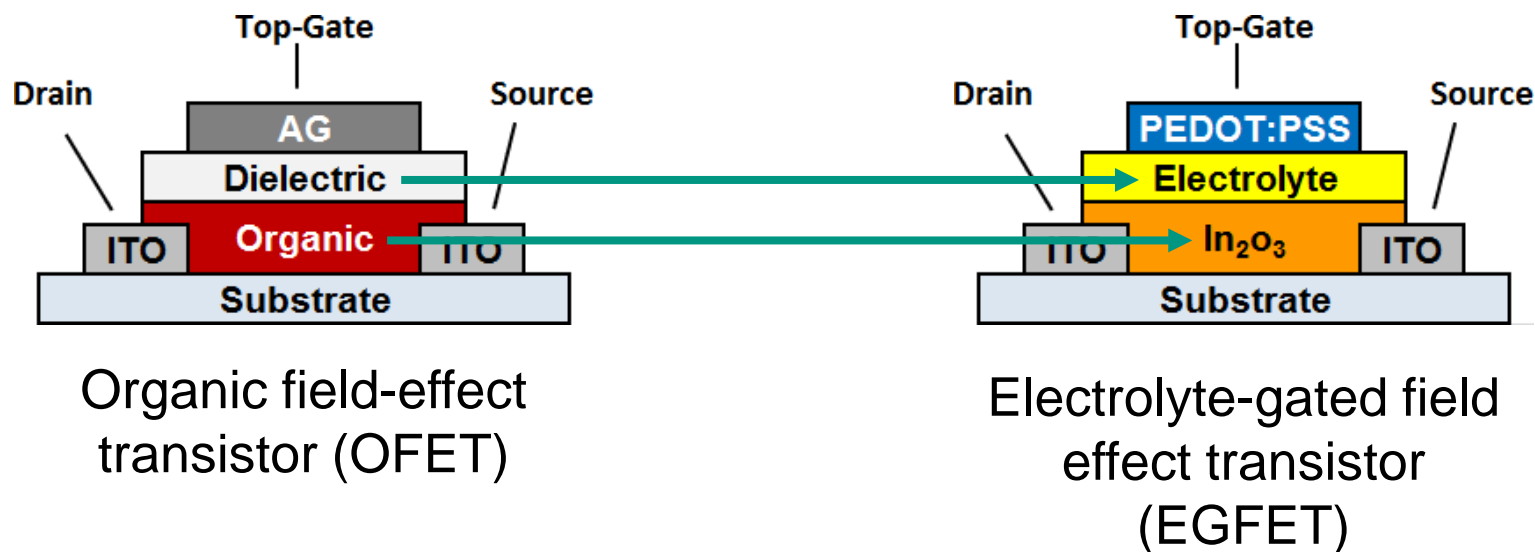 Top-Gate
Drain
Source
AG
Dielectric
Organic
ITO
ITO
Substrate
Organic field-effect
transistor (OFET)
Top-Gate
Drain
Source
PEDOT:PSS
Electrolyte
In₂o₃
ITO
ITO
Substrate
Electrolyte-gated field
effect transistor
(EGFET)